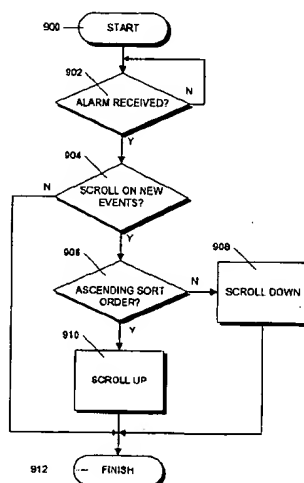 900
START
902
ALARM RECEIVED?
N
Y
904
N
SCROLL ON NEW
EVENTS?
Y
906
908
ASCENDING SORT
ORDER?
N
SCROLL DOWN
Y
910
SCROLL UP
912
FINISH